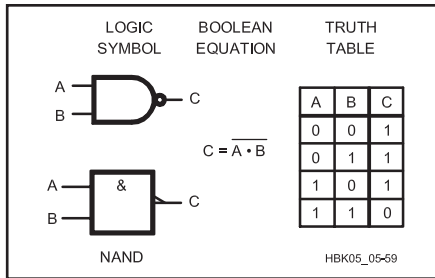 LOGIC SYMBOL
BOOLEAN EQUATION
TRUTH TABLE
A
B
C
A
B
&
C
C = \overline{A • B}
A B C
0 0 1
0 1 1
1 0 1
1 1 0
NAND
HBK05_05-59